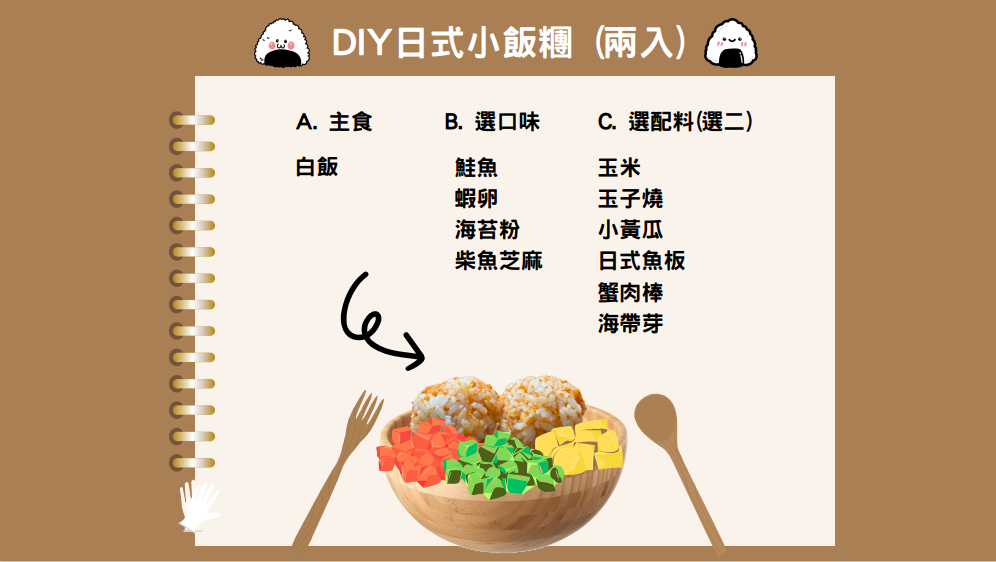 DIY日式小飯糰 (兩入)
A. 主食
白飯
B. 選口味
鮭魚
蝦卵
海苔粉
柴魚芝麻
C. 選配料(選二)
玉米
玉子燒
小黃瓜
日式魚板
蟹肉棒
海帶芽